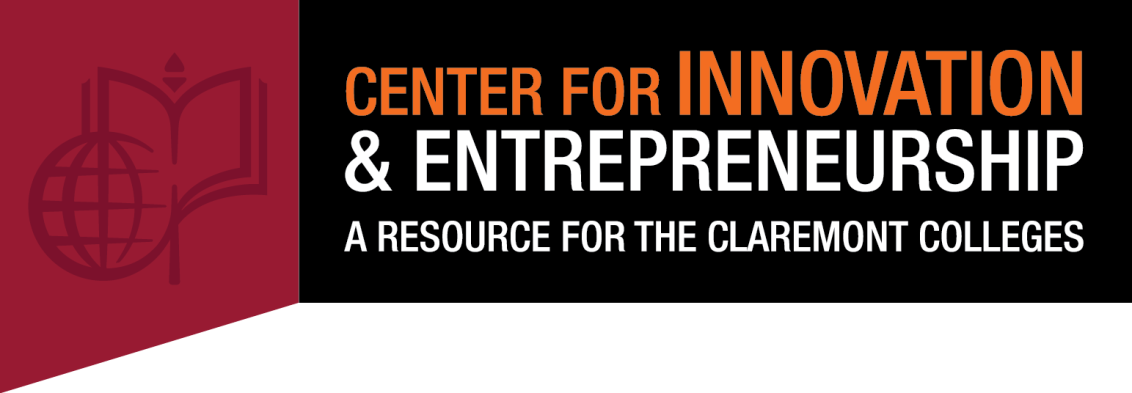 CENTER FOR INNOVATION
& ENTREPRENEURSHIP
A RESOURCE FOR THE CLAREMONT COLLEGES